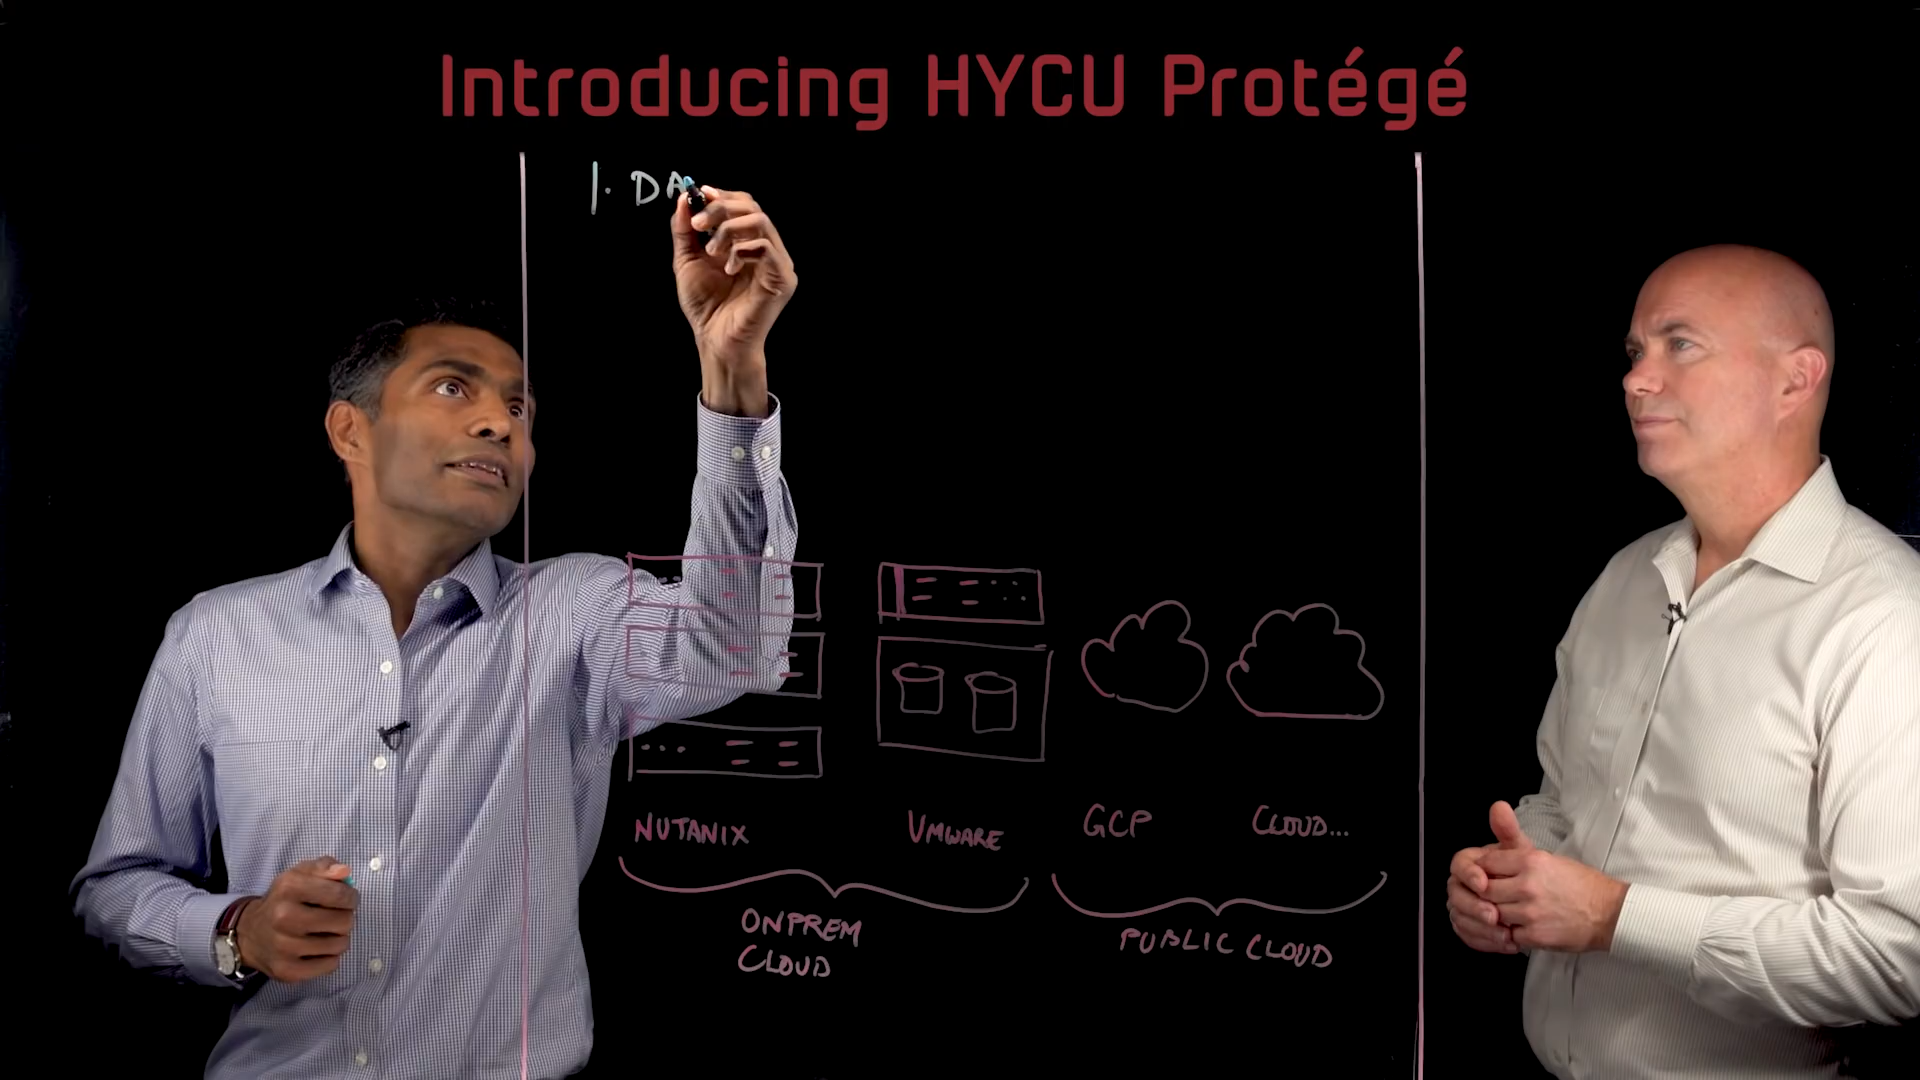 Introducing HYCU Protégé
1. DA
NUTANIX
VMWARE
GCP
CLOUD...
ONPREM
CLOUD
PUBLIC CLOUD